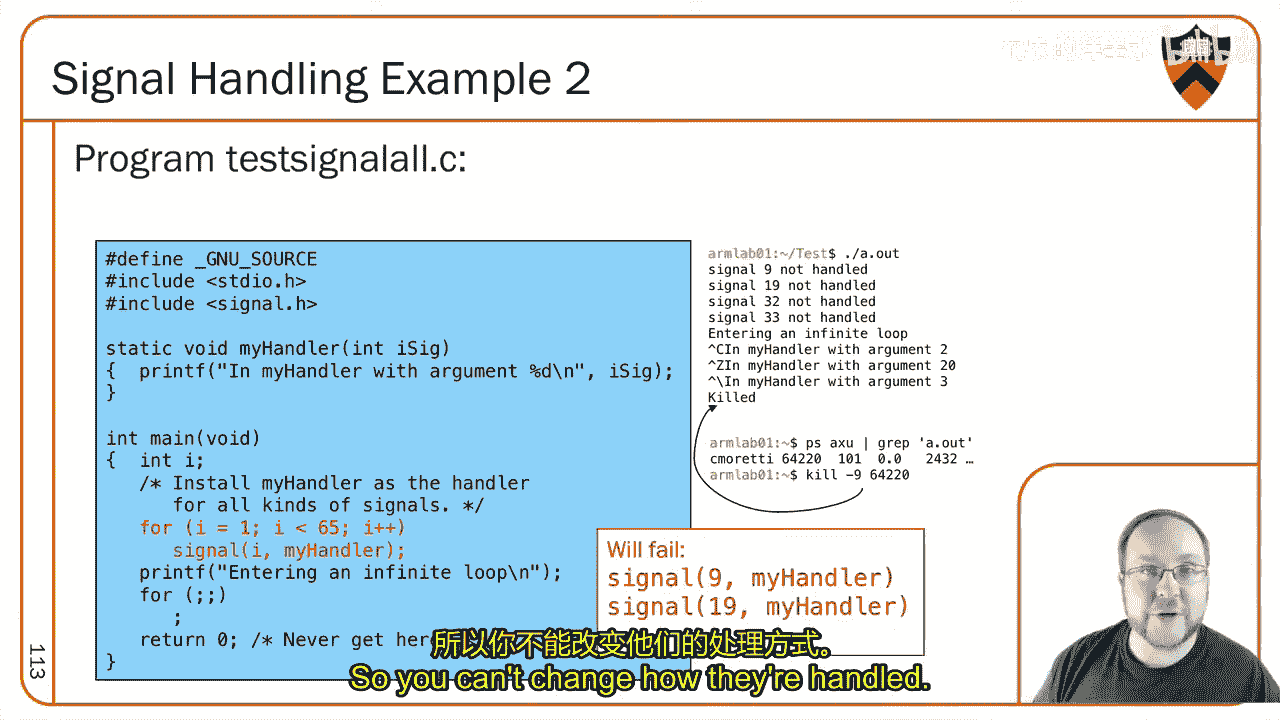 Signal Handling Example 2
Program testsignalall.c:
#define _GNU_SOURCE
#include <stdio.h>
#include <signal.h>
static void myHandler(int iSig)
{  printf("In myHandler with argument %d\n", iSig);
}
int main(void)
{  int i;
/* Install myHandler as the handler
for all kinds of signals. */
for (i = 1; i < 65; i++)
signal(i, myHandler);
printf("Entering an infinite loop\n");
for (;;)
;
return 0; /* Never get here
}
armlab01:~/Test$ ./a.out
signal 9 not handled
signal 19 not handled
signal 32 not handled
signal 33 not handled
Entering an infinite loop
^CIn myHandler with argument 2
^ZIn myHandler with argument 20
^\In myHandler with argument 3
Killed
armlab01:~$ ps axu | grep 'a.out'
cmoretti 64220  101  0.0   2432 …
armlab01:~$ kill -9 64220
Will fail:
signal(9, myHandler)
signal(19, myHandler)
所以你不能改变他们的处理方式。
So you can't change how they're handled.
113